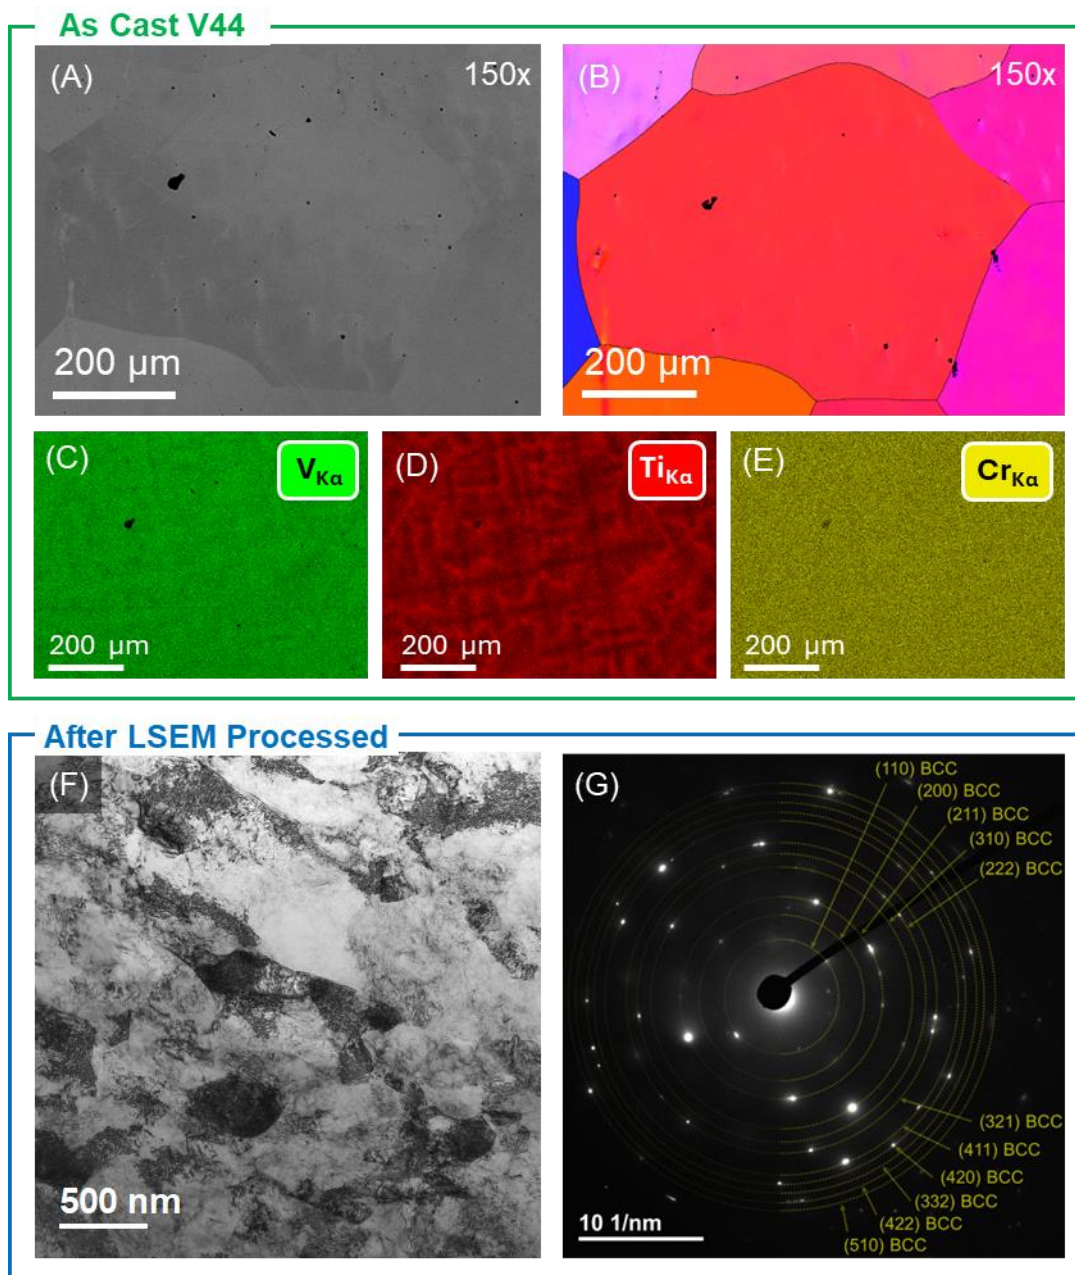 As Cast V44
(A)
150x
200 µm
(B)
150x
200 µm
(C)
VKα
200 µm
(D)
TiKα
200 µm
(E)
CrKα
200 µm
After LSEM Processed
(F)
500 nm
(G)
(110) BCC
(200) BCC
(211) BCC
(310) BCC
(222) BCC
(321) BCC
(411) BCC
(420) BCC
(332) BCC
(422) BCC
(510) BCC
10 1/nm